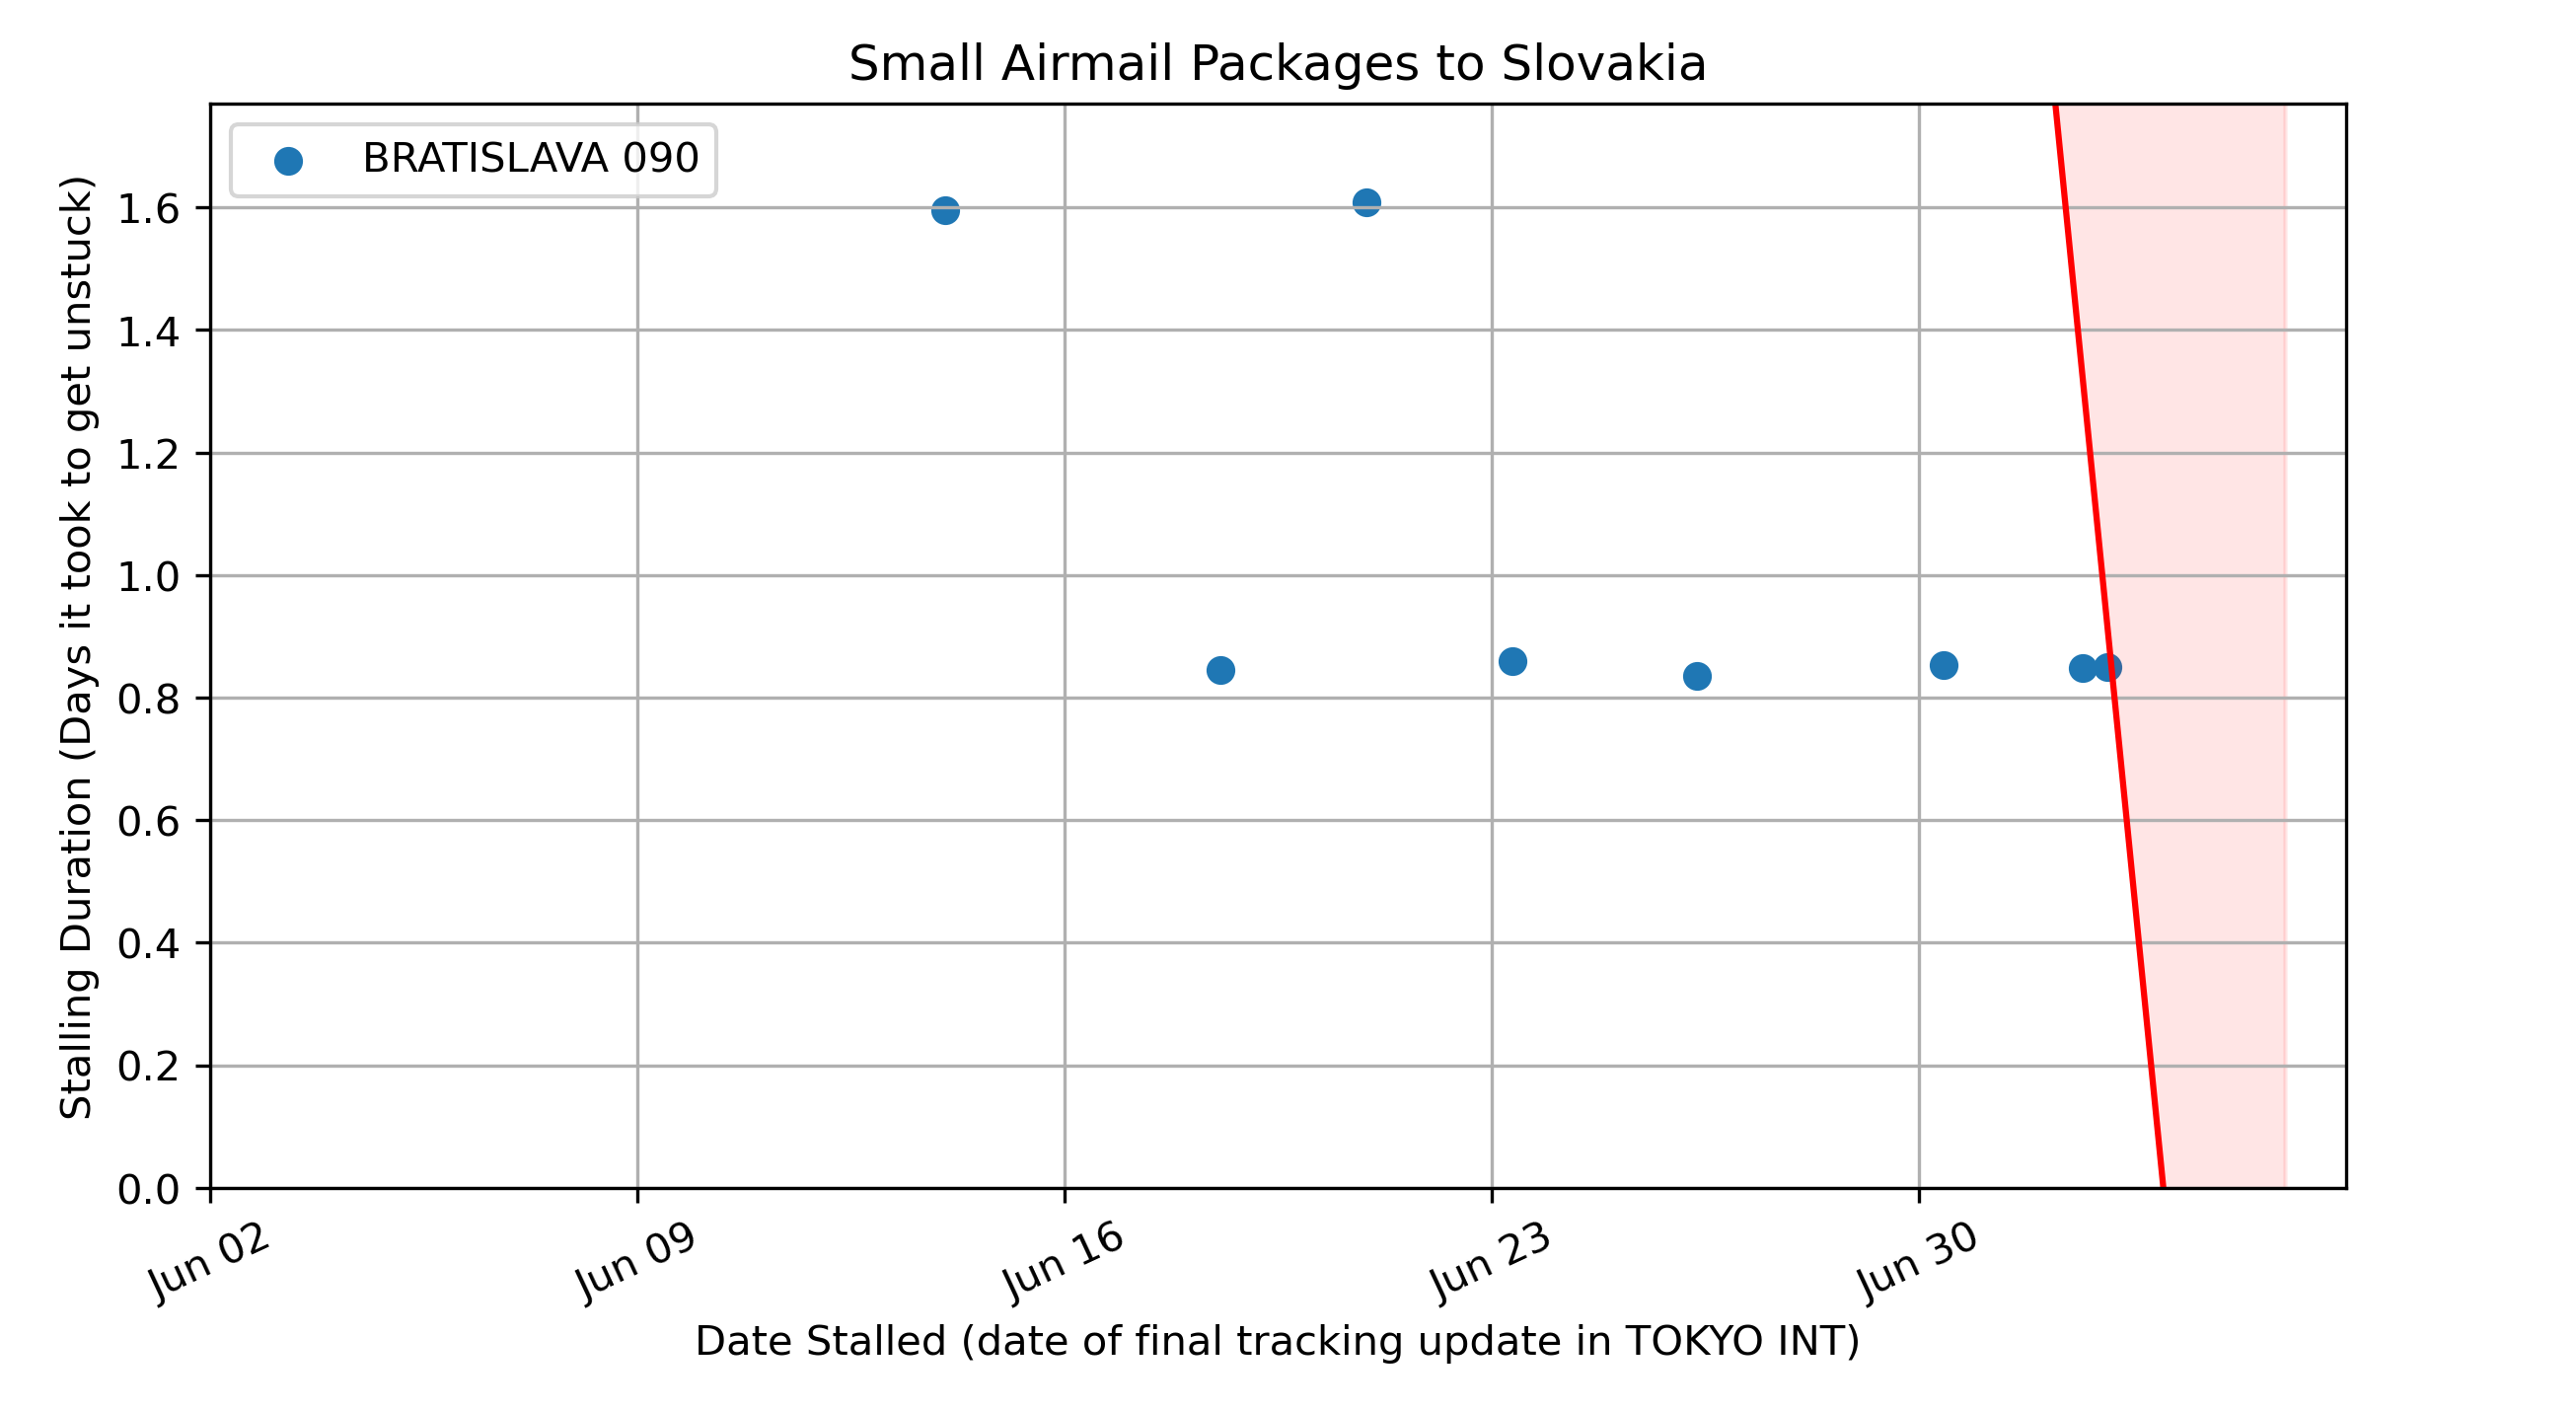 Small Airmail Packages to Slovakia
BRATISLAVA 090
Stalling Duration (Days it took to get unstuck)
1.6
1.4
1.2
1.0
0.8
0.6
0.4
0.2
0.0
Jun 02
Jun 09
Jun 16
Jun 23
Jun 30
Date Stalled (date of final tracking update in TOKYO INT)